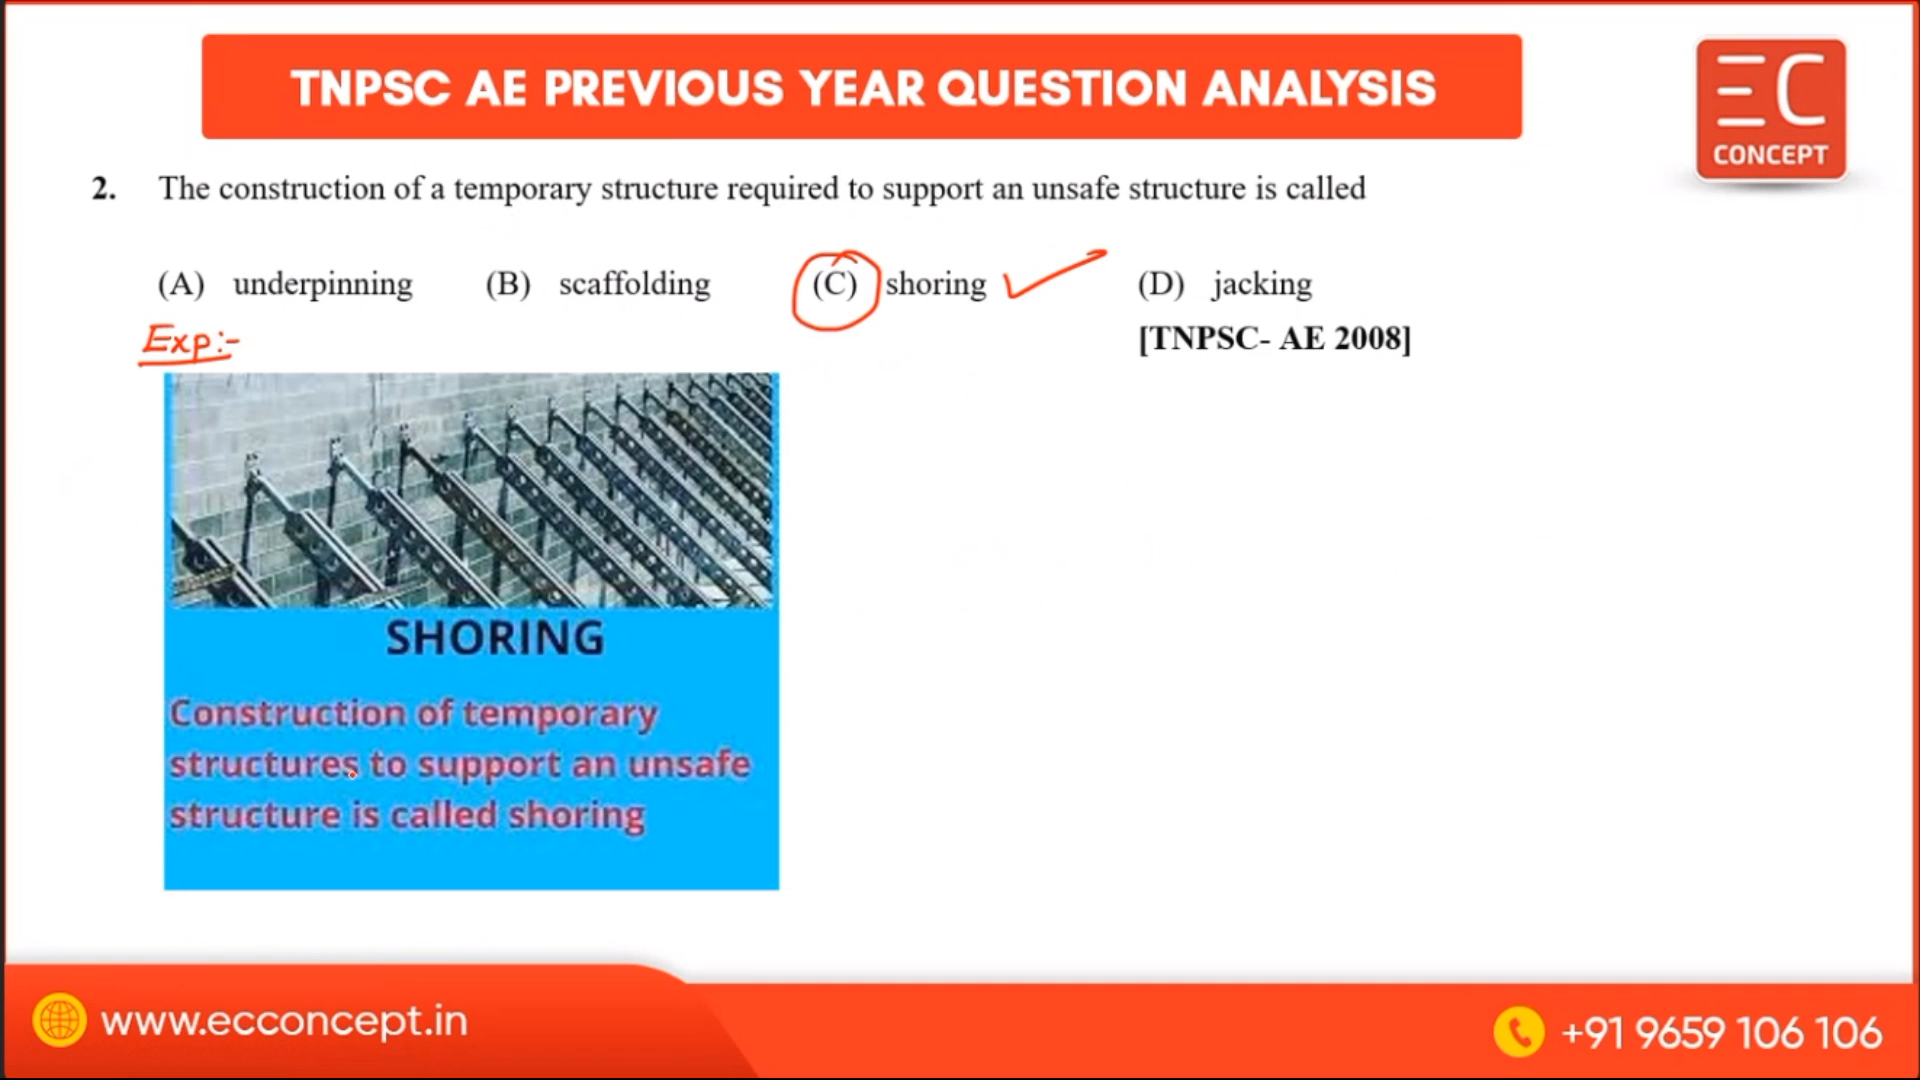 TNPSC AE PREVIOUS YEAR QUESTION ANALYSIS
EC
CONCEPT
2. The construction of a temporary structure required to support an unsafe structure is called
(A) underpinning (B) scaffolding (C) shoring (D) jacking
Exp:-
[TNPSC- AE 2008]
SHORING
Construction of temporary
structures to support an unsafe
structure is called shoring
www.ecconcept.in
+91 9659 106 106